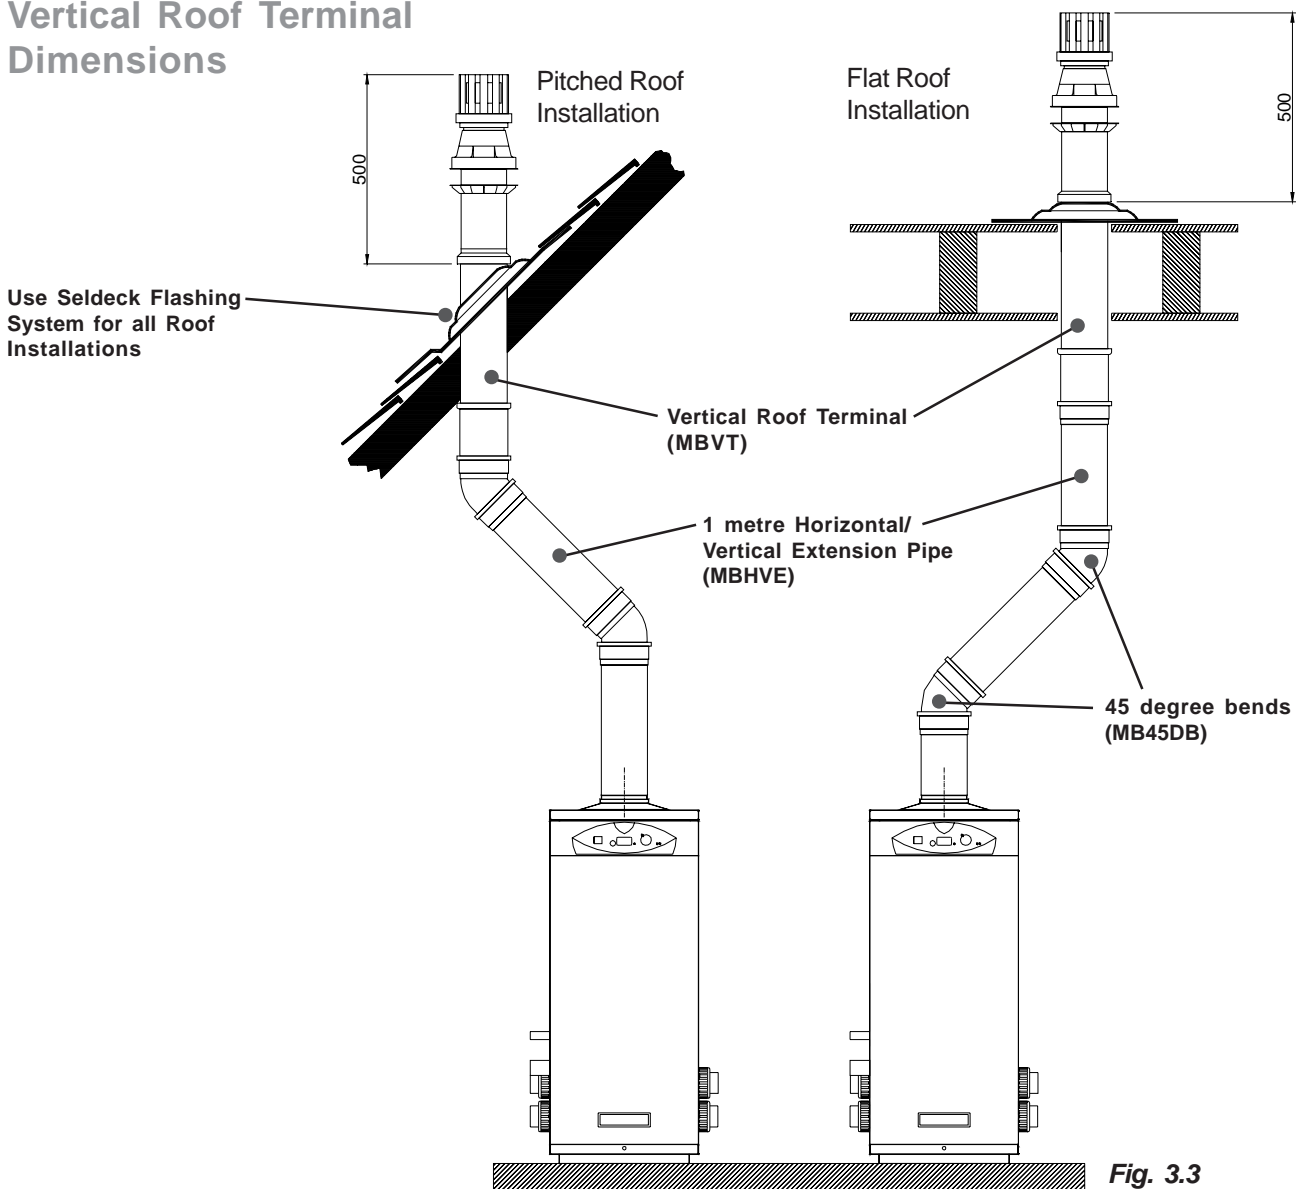 Vertical Roof Terminal
Dimensions
Pitched Roof
Installation
Flat Roof
Installation
500
500
Use Seldeck Flashing
System for all Roof
Installations
Vertical Roof Terminal
(MBVT)
1 metre Horizontal/
Vertical Extension Pipe
(MBHVE)
45 degree bends
(MB45DB)
Fig. 3.3